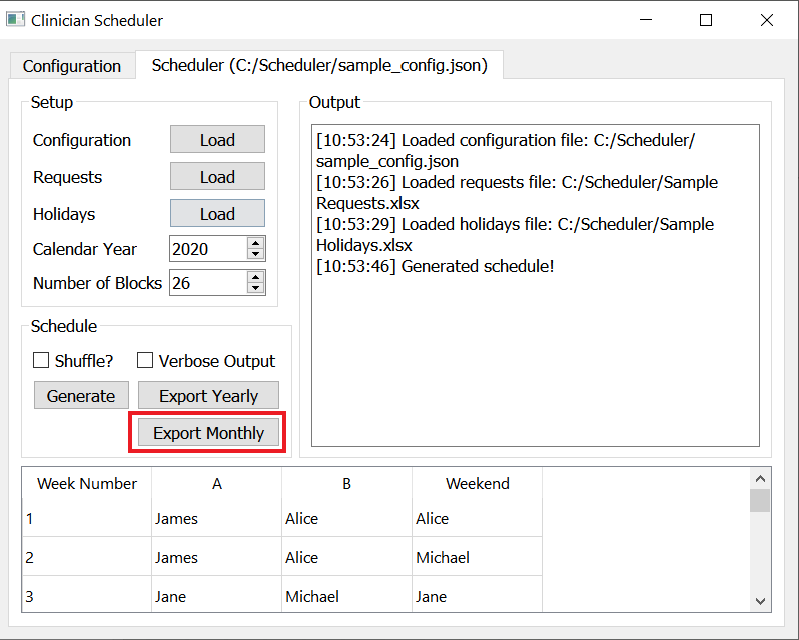 Clinician Scheduler
Configuration
Scheduler (C:/Scheduler/sample_config.json)
Setup
Configuration Load
Requests Load
Holidays Load
Calendar Year 2020
Number of Blocks 26
Schedule
Shuffle? Verbose Output
Generate Export Yearly
Export Monthly
Output
[10:53:24] Loaded configuration file: C:/Scheduler/
sample_config.json
[10:53:26] Loaded requests file: C:/Scheduler/Sample
Requests.xlsx
[10:53:29] Loaded holidays file: C:/Scheduler/Sample
Holidays.xlsx
[10:53:46] Generated schedule!
Week Number A B Weekend
1 James Alice Alice
2 James Alice Michael
3 Jane Michael Jane